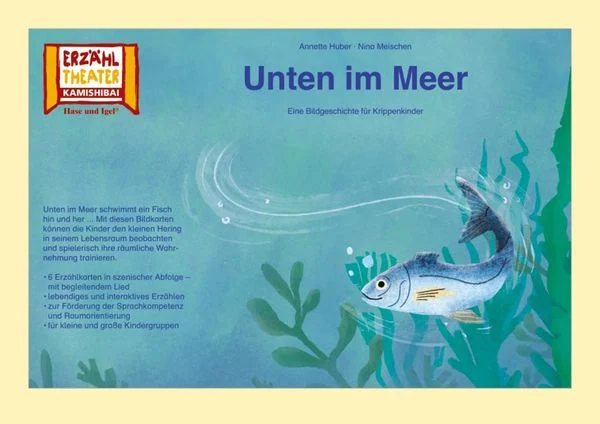 ERZÄHL
THEATER
KAMISHIBAI
Hase und Igel®
Annette Huber · Nina Meischen
Unten im Meer
Eine Bildgeschichte für Krippenkinder
Unten im Meer schwimmt ein Fisch
hin und her ... Mit diesen Bildkarten
können die Kinder den kleinen Hering
in seinem Lebensraum beobachten
und spielerisch ihre räumliche Wahr-
nehmung trainieren.
• 6 Erzählkarten in szenischer Abfolge –
mit begleitendem Lied
• lebendiges und interaktives Erzählen
• zur Förderung der Sprachkompetenz
und Raumorientierung
• für kleine und große Kindergruppen